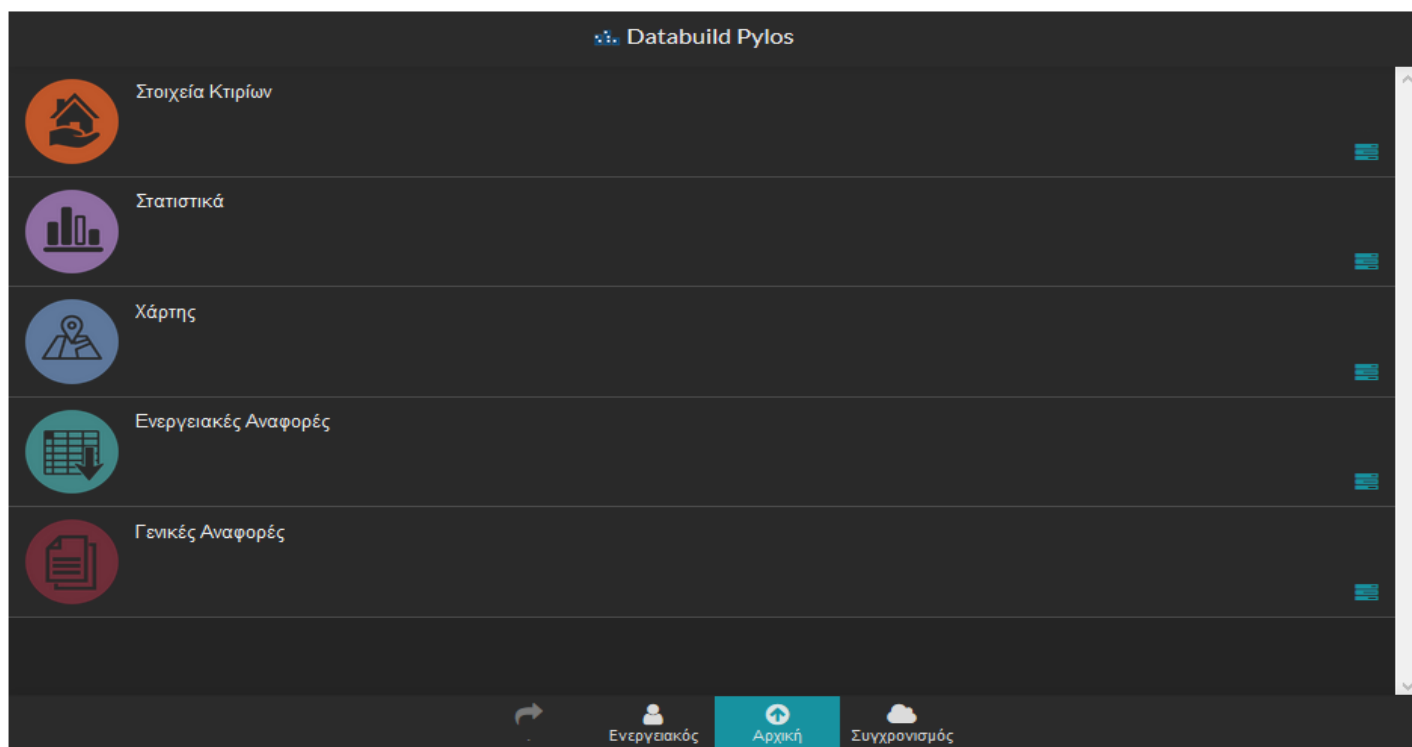 Databuild Pylos
Στοιχεία Κτιρίων
Στατιστικά
Χάρτης
Ενεργειακές Αναφορές
Γενικές Αναφορές
. Ενεργειακός Αρχική Συγχρονισμός